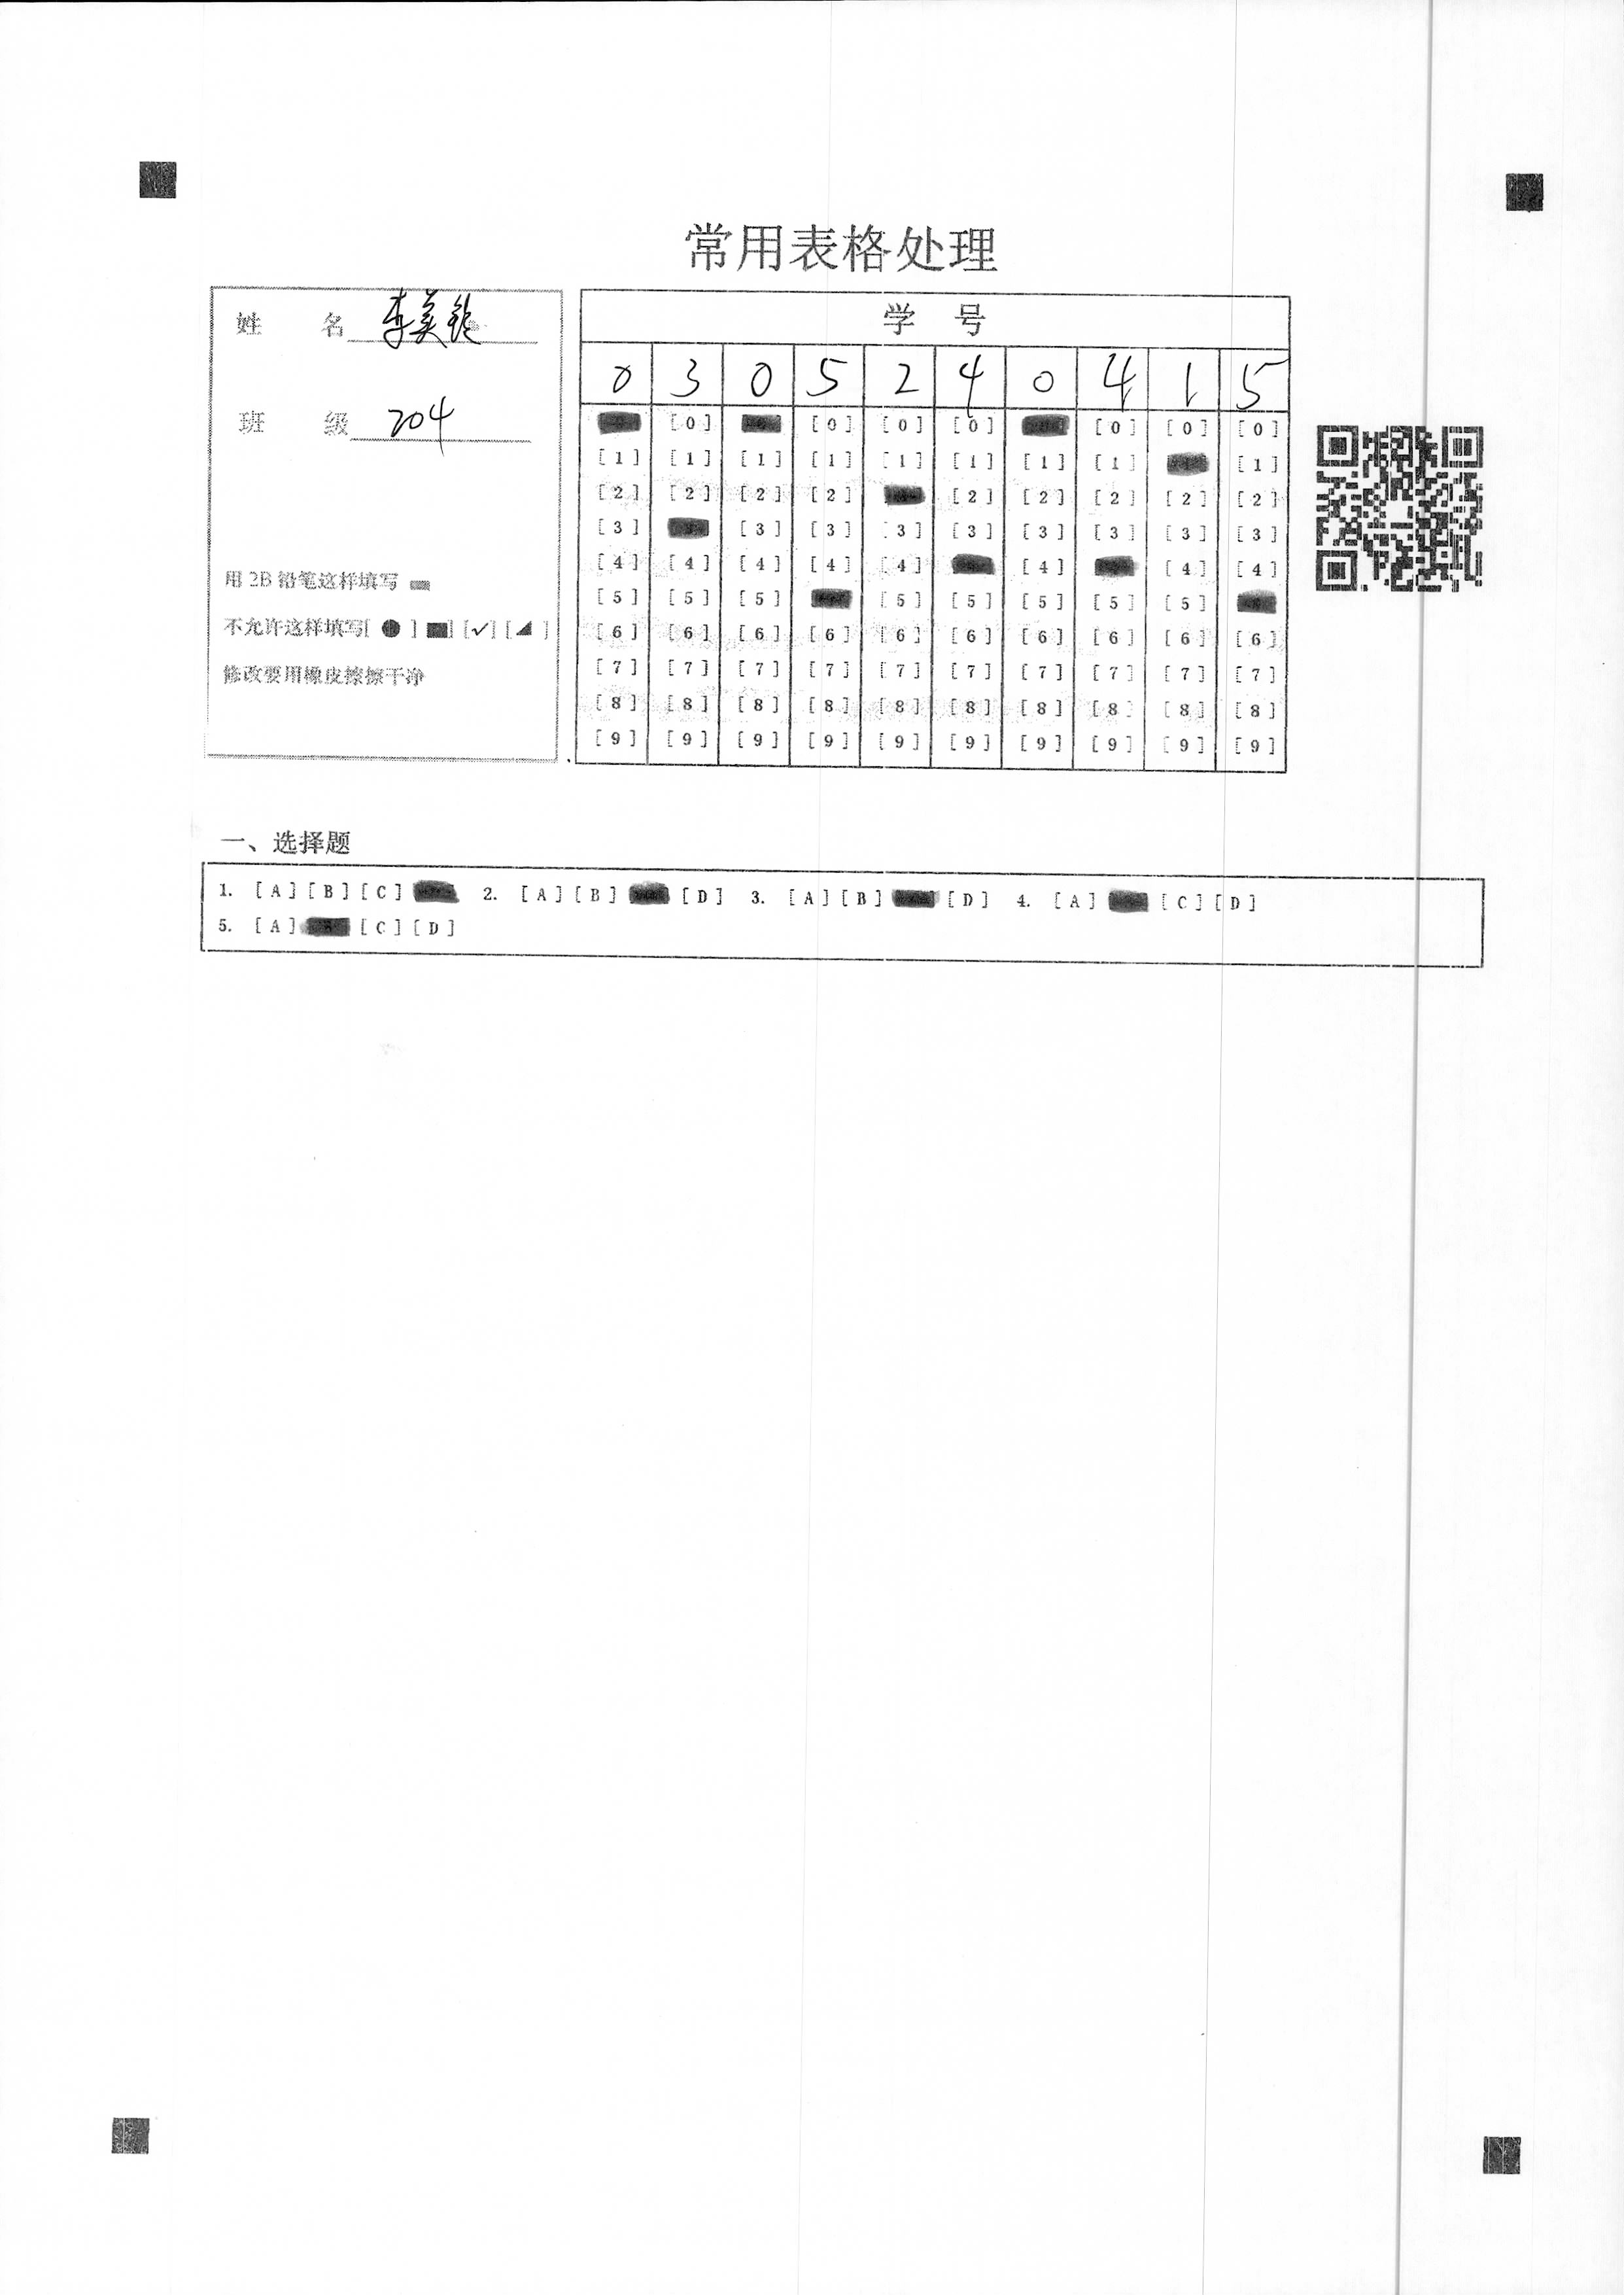 常用表格处理
姓 名 李美
班 级 204
用 2B 铅笔这样填写
不允许这样填写[ ● ] ■] [✓] [◢ ]
修改要用橡皮擦擦干净
学 号
0 3 0 5 2 4 0 4 1 5
[0] [0] [0] [0] [0] [0] [0]
[1] [1] [1] [1] [1] [1] [1] [1] [1]
[2] [2] [2] [2] [2] [2] [2] [2] [2]
[3] [3] [3] [3] [3] [3] [3] [3] [3]
[4] [4] [4] [4] [4] [4] [4] [4]
[5] [5] [5] [5] [5] [5] [5] [5]
[6] [6] [6] [6] [6] [6] [6] [6] [6] [6]
[7] [7] [7] [7] [7] [7] [7] [7] [7] [7]
[8] [8] [8] [8] [8] [8] [8] [8] [8] [8]
[9] [9] [9] [9] [9] [9] [9] [9] [9] [9]
一、选择题
1. [A] [B] [C] 2. [A] [B] [D] 3. [A] [B] [D] 4. [A] [C] [D]
5. [A] [C] [D]